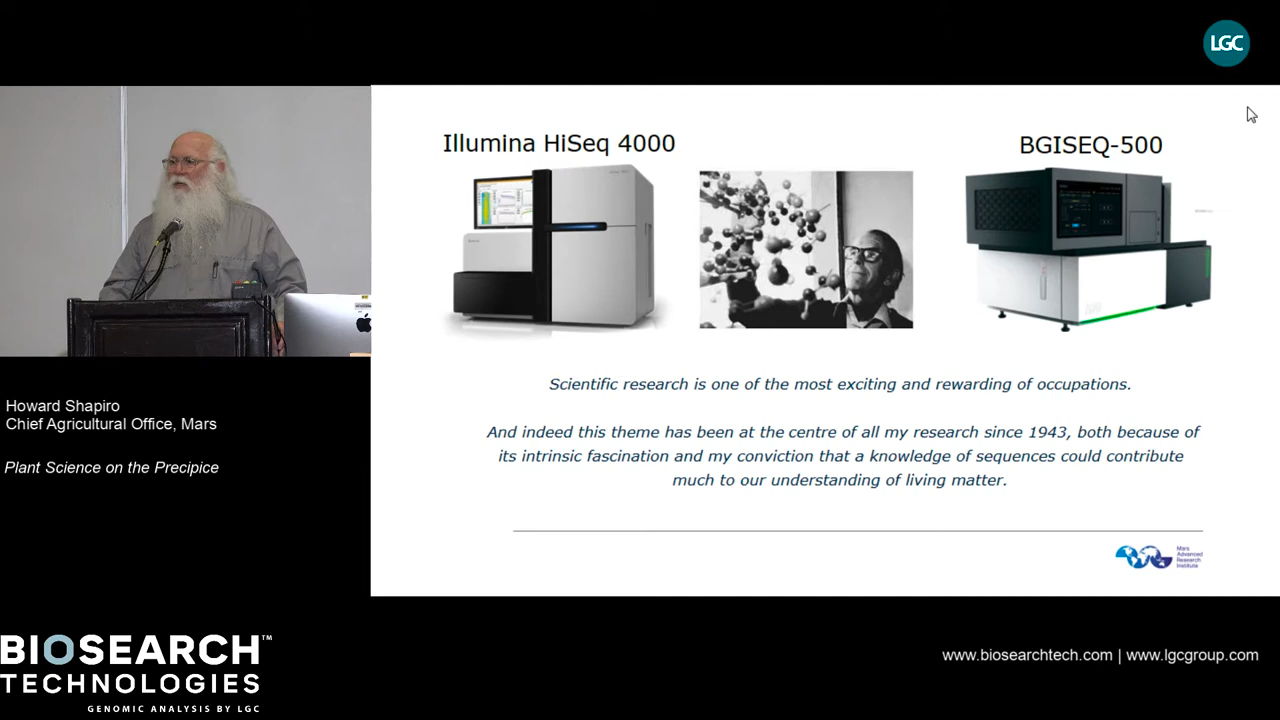 LGC
Illumina HiSeq 4000
BGISEQ-500
Scientific research is one of the most exciting and rewarding of occupations.
And indeed this theme has been at the centre of all my research since 1943, both because of
its intrinsic fascination and my conviction that a knowledge of sequences could contribute
much to our understanding of living matter.
Mars
Advanced
Research
Institute
Howard Shapiro
Chief Agricultural Office, Mars
Plant Science on the Precipice
BIOSEARCH™
TECHNOLOGIES
GENOMIC ANALYSIS BY LGC
www.biosearchtech.com | www.lgcgroup.com